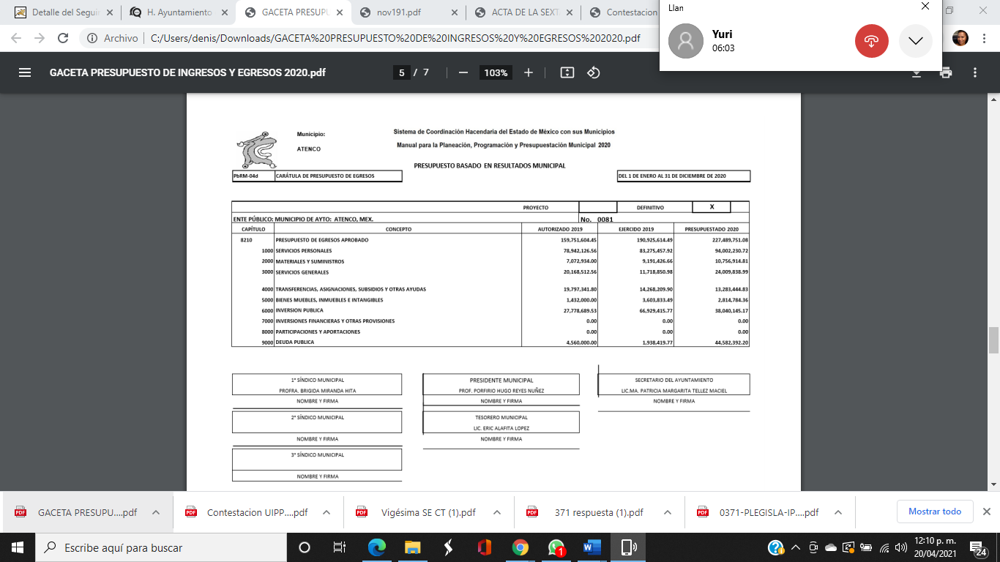 Detalle del Segui
H. Ayuntamiento
GACETA PRESUPU
nov191.pdf
ACTA DE LA SEXT
Contestacion
Llan
Yuri
06:03
Archivo C:/Users/denis/Downloads/GACETA%20PRESUPUESTO%20DE%20INGRESOS%20Y%20EGRESOS%202020.pdf
GACETA PRESUPUESTO DE INGRESOS Y EGRESOS 2020.pdf 5 / 7 103%
Municipio:
ATENCO
Sistema de Coordinación Hacendaria del Estado de México con sus Municipios
Manual para la Planeación, Programación y Presupuestación Municipal 2020
PRESUPUESTO BASADO EN RESULTADOS MUNICIPAL
PbRM-04d CARÁTULA DE PRESUPUESTO DE EGRESOS DEL 1 DE ENERO AL 31 DE DICIEMBRE DE 2020
PROYECTO DEFINITIVO X
ENTE PÚBLICO: MUNICIPIO DE AYTO: ATENCO, MEX. No. 0081
CAPÍTULO CONCEPTO AUTORIZADO 2019 EJERCIDO 2019 PRESUPUESTADO 2020
8210 PRESUPUESTO DE EGRESOS APROBADO 159,751,604.45 190,925,614.49 227,489,751.08
1000 SERVICIOS PERSONALES 78,942,126.56 83,275,457.92 94,002,230.72
2000 MATERIALES Y SUMINISTROS 7,072,934.00 9,191,426.66 10,756,914.81
3000 SERVICIOS GENERALES 20,168,512.56 11,718,850.98 24,009,838.99
4000 TRANSFERENCIAS, ASIGNACIONES, SUBSIDIOS Y OTRAS AYUDAS 19,797,341.80 14,268,209.90 13,283,444.83
5000 BIENES MUEBLES, INMUEBLES E INTANGIBLES 1,432,000.00 3,603,833.49 2,814,784.36
6000 INVERSION PUBLICA 27,778,689.53 66,929,415.77 38,040,145.17
7000 INVERSIONES FINANCIERAS Y OTRAS PROVISIONES 0.00 0.00 0.00
8000 PARTICIPACIONES Y APORTACIONES 0.00 0.00 0.00
9000 DEUDA PUBLICA 4,560,000.00 1,938,419.77 44,582,392.20
1° SÍNDICO MUNICIPAL PRESIDENTE MUNICIPAL SECRETARIO DEL AYUNTAMIENTO
PROFRA. BRIGIDA MIRANDA HITA PROF. PORFIRIO HUGO REYES NUÑEZ LIC.MA. PATRICIA MARGARITA TELLEZ MACIEL
NOMBRE Y FIRMA NOMBRE Y FIRMA NOMBRE Y FIRMA
2° SÍNDICO MUNICIPAL TESORERO MUNICIPAL
LIC. ERIC ALAFITA LOPEZ
NOMBRE Y FIRMA NOMBRE Y FIRMA
3° SÍNDICO MUNICIPAL
NOMBRE Y FIRMA
GACETA PRESUPU....pdf
Contestacion UIPP....pdf
Vigésima SE CT (1).pdf
371 respuesta (1).pdf
0371-PLEGISLA-IP....pdf
Mostrar todo
Escribe aquí para buscar
1
12:10 p. m.
20/04/2021
24